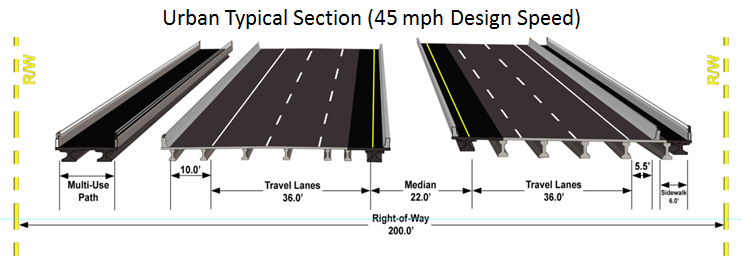 Urban Typical Section (45 mph Design Speed)
R/W
R/W
10.0'
5.5'
Multi-Use
Path
Travel Lanes
36.0'
Median
22.0'
Travel Lanes
36.0'
Sidewalk
6.0'
Right-of-Way
200.0'